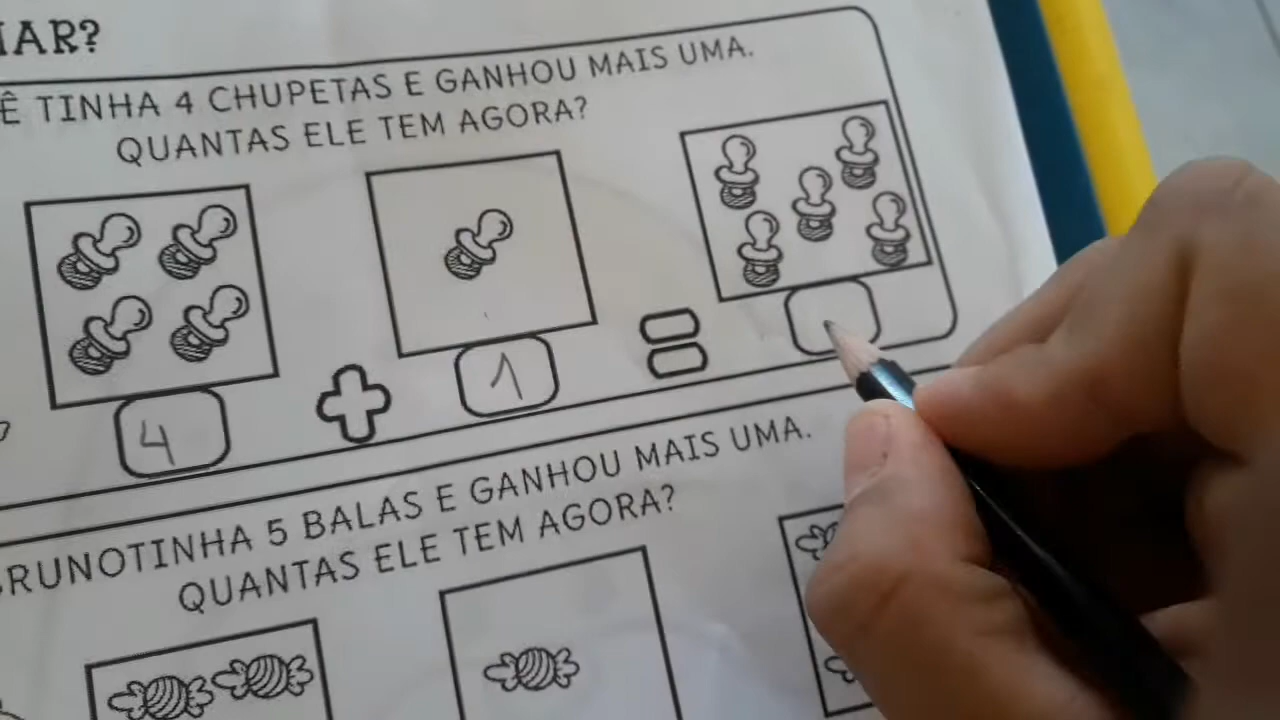 IAR?
Ê TINHA 4 CHUPETAS E GANHOU MAIS UMA.
QUANTAS ELE TEM AGORA?
4 + 1 =
BRUNOTINHA 5 BALAS E GANHOU MAIS UMA.
QUANTAS ELE TEM AGORA?